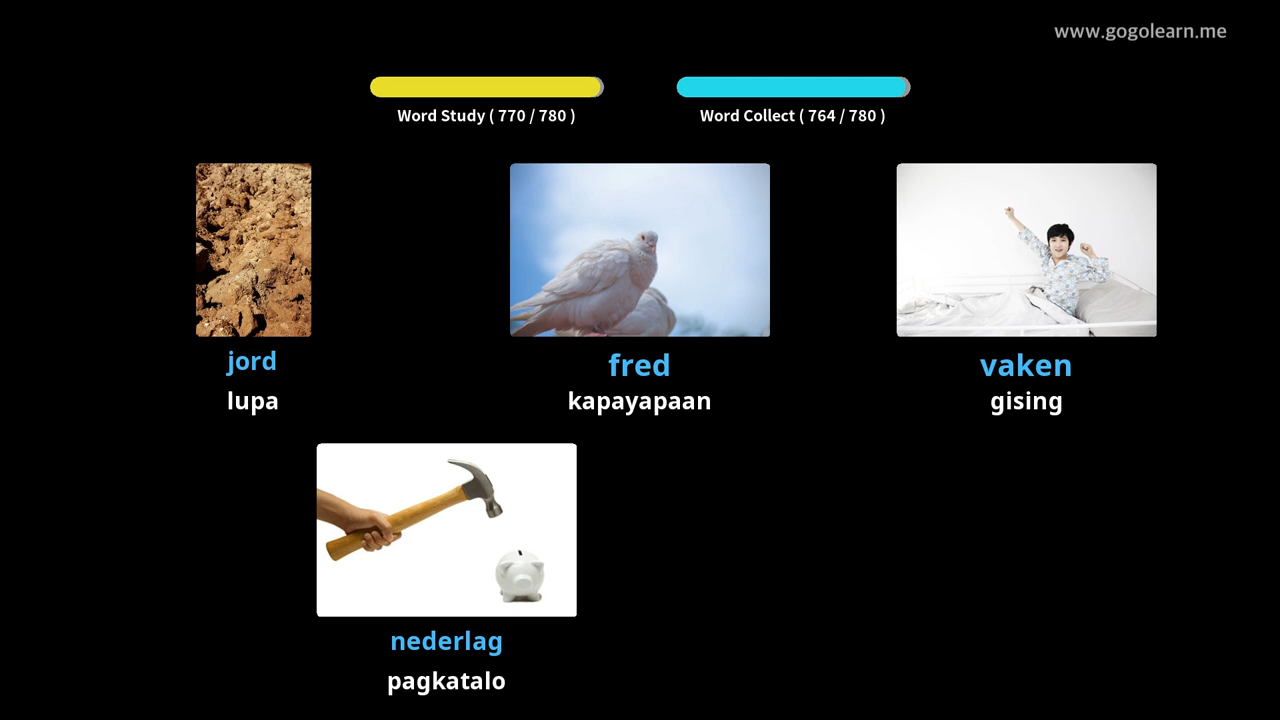 www.gogolearn.me
Word Study ( 770 / 780 )
Word Collect ( 764 / 780 )
jord
fred
vaken
lupa
kapayapaan
gising
nederlag
pagkatalo